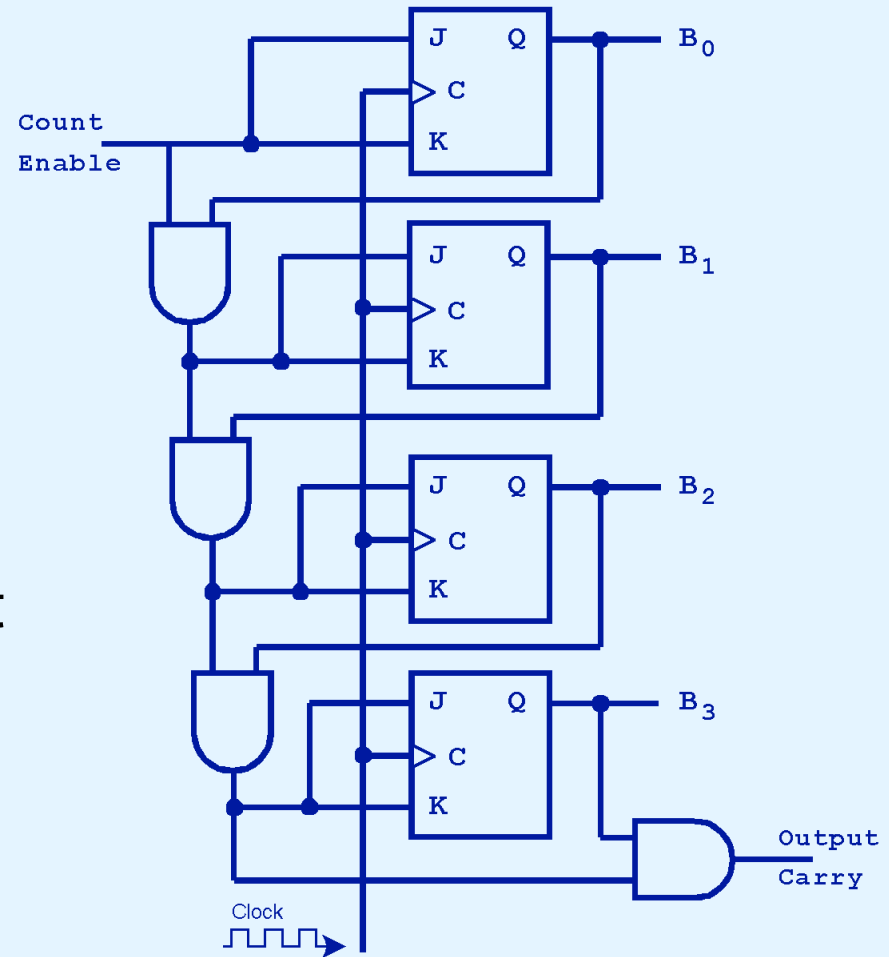 J Q B0
C
Count
Enable
K
J Q B1
C
K
J Q B2
C
K
J Q B3
C
K
Output
Carry
Clock